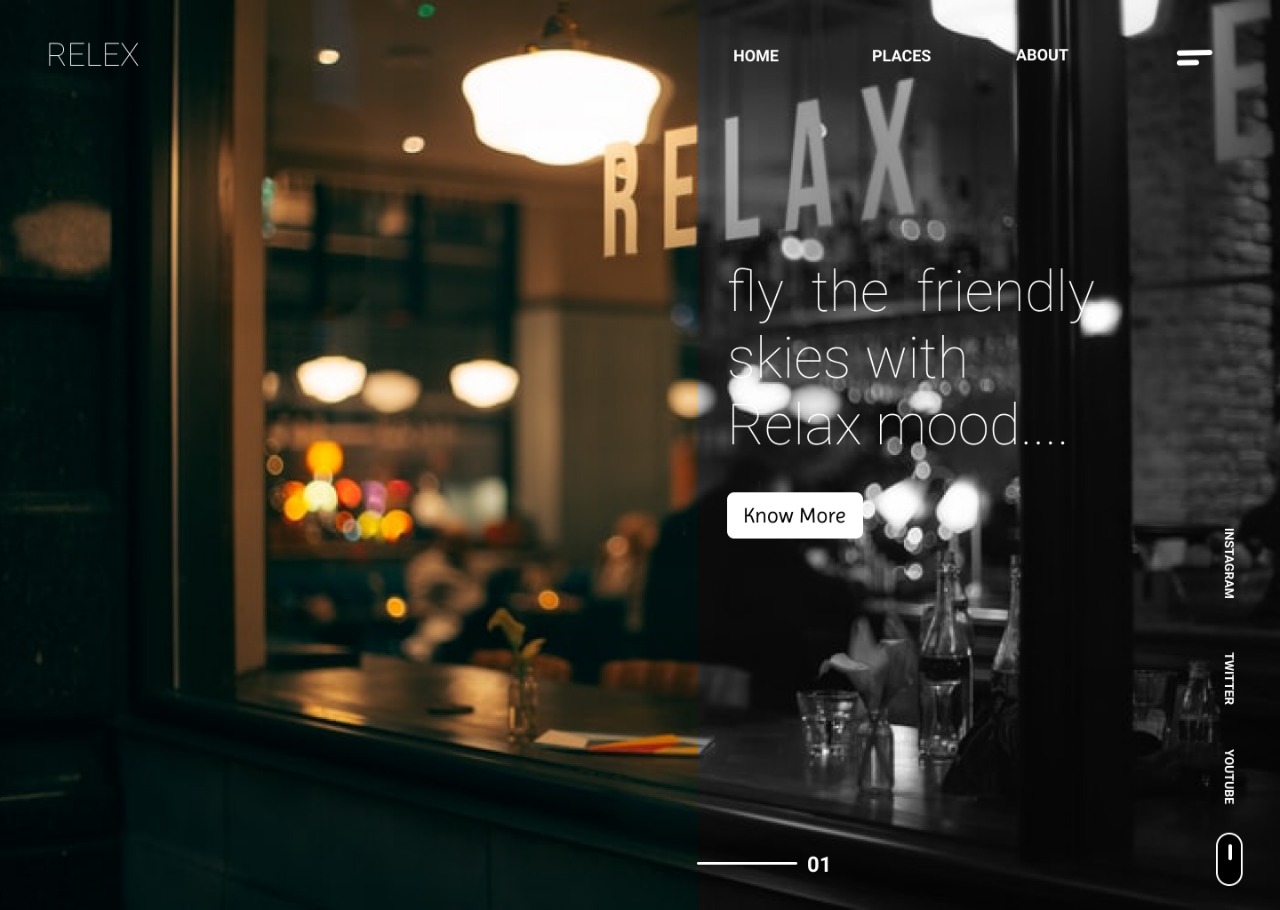 RELEX
HOME
PLACES
ABOUT
E
RELAX
fly the friendly
skies with
Relax mood....
Know More
INSTAGRAM
TWITTER
YOUTUBE
01